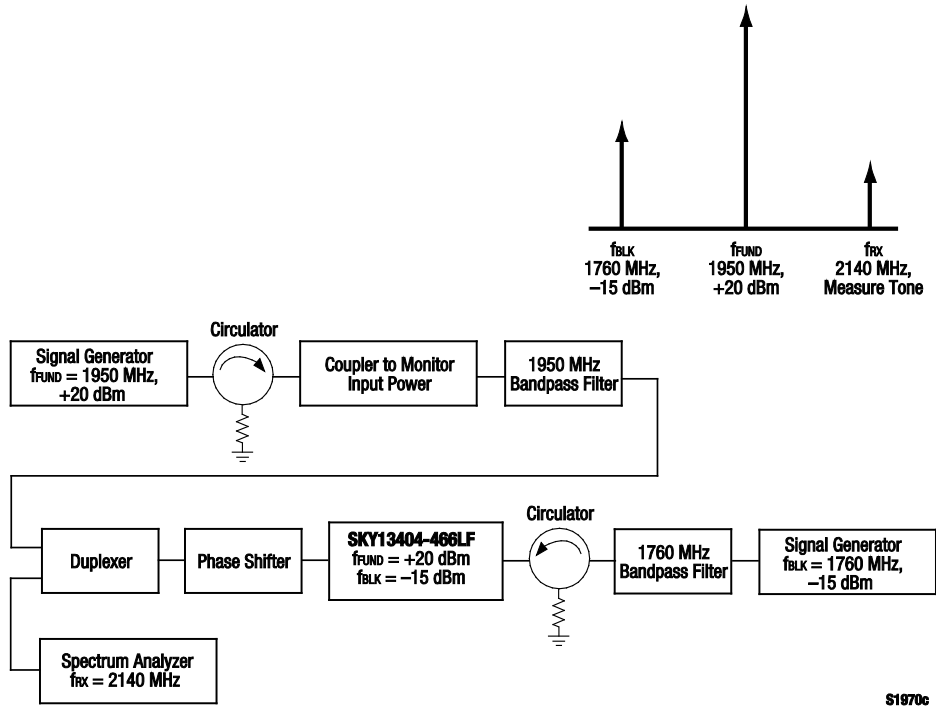 fBLK
1760 MHz,
–15 dBm
fFUND
1950 MHz,
+20 dBm
fRX
2140 MHz,
Measure Tone
Circulator
Signal Generator
fFUND = 1950 MHz,
+20 dBm
Coupler to Monitor
Input Power
1950 MHz
Bandpass Filter
Duplexer
Phase Shifter
SKY13404-466LF
fFUND = +20 dBm
fBLK = –15 dBm
Circulator
1760 MHz
Bandpass Filter
Signal Generator
fBLK = 1760 MHz,
–15 dBm
Spectrum Analyzer
fRX = 2140 MHz
S1970c